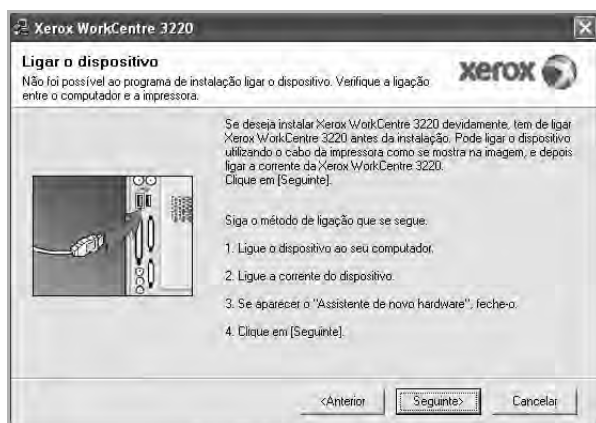 Xerox WorkCentre 3220
Ligar o dispositivo
Não foi possível ao programa de instalação ligar o dispositivo. Verifique a ligação
entre o computador e a impressora.
xerox
Se deseja instalar Xerox WorkCentre 3220 devidamente, tem de ligar
Xerox WorkCentre 3220 antes da instalação. Pode ligar o dispositivo
utilizando o cabo da impressora como se mostra na imagem, e depois
ligar a corrente da Xerox WorkCentre 3220.
Clique em [Seguinte].
Siga o método de ligação que se segue.
1. Ligue o dispositivo ao seu computador.
2. Ligue a corrente do dispositivo.
3. Se aparecer o "Assistente de novo hardware", feche-o.
4. Clique em [Seguinte].
<Anterior
Seguinte>
Cancelar